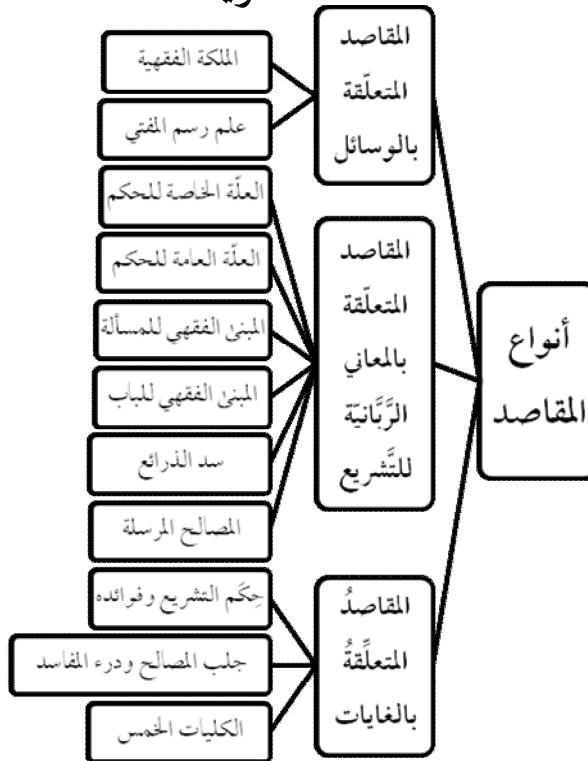 أنواع
المقاصد
المقاصد
المتعلّقة
بالوسائل
الملكة الفقهية
علم رسم المفتي
المقاصد
المتعلّقة
بالمعاني
الرَّبَّانيّة
للتَّشريع
العلّة الخاصة للحكم
العلّة العامة للحكم
المبنى الفقهي للمسألة
المبنى الفقهي للباب
سد الذرائع
المصالح المرسلة
المقاصدُ
المتعلِّقةُ
بالغايات
حِكَم التشريع وفوائده
جلب المصالح ودرء المفاسد
الكليات الخمس